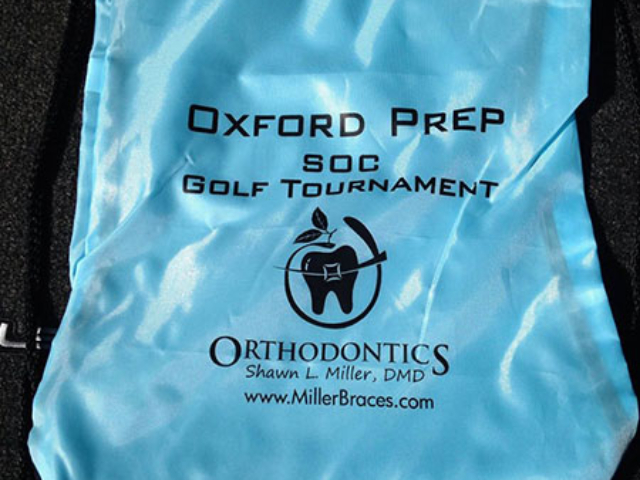 OXFORD PREP
SOC
GOLF TOURNAMENT
ORTHODONTICS
Shawn L. Miller, DMD
www.MillerBraces.com